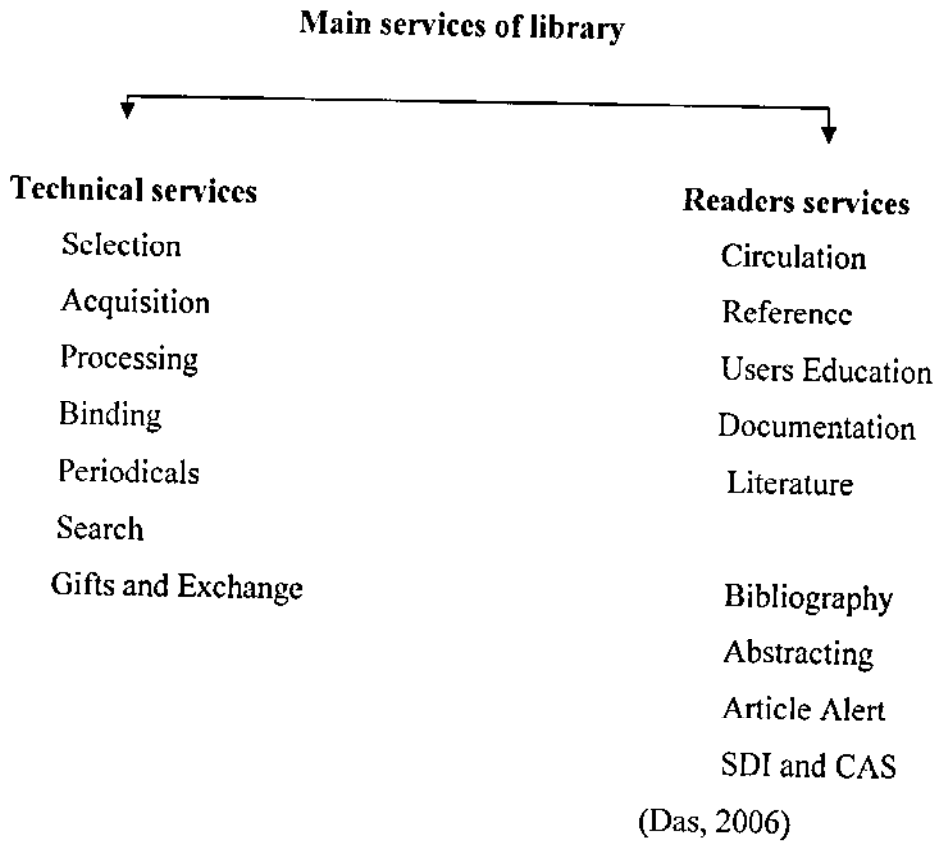 Main services of library
Technical services
Selection
Acquisition
Processing
Binding
Periodicals
Search
Gifts and Exchange
Readers services
Circulation
Reference
Users Education
Documentation
Literature
Bibliography
Abstracting
Article Alert
SDI and CAS
(Das, 2006)